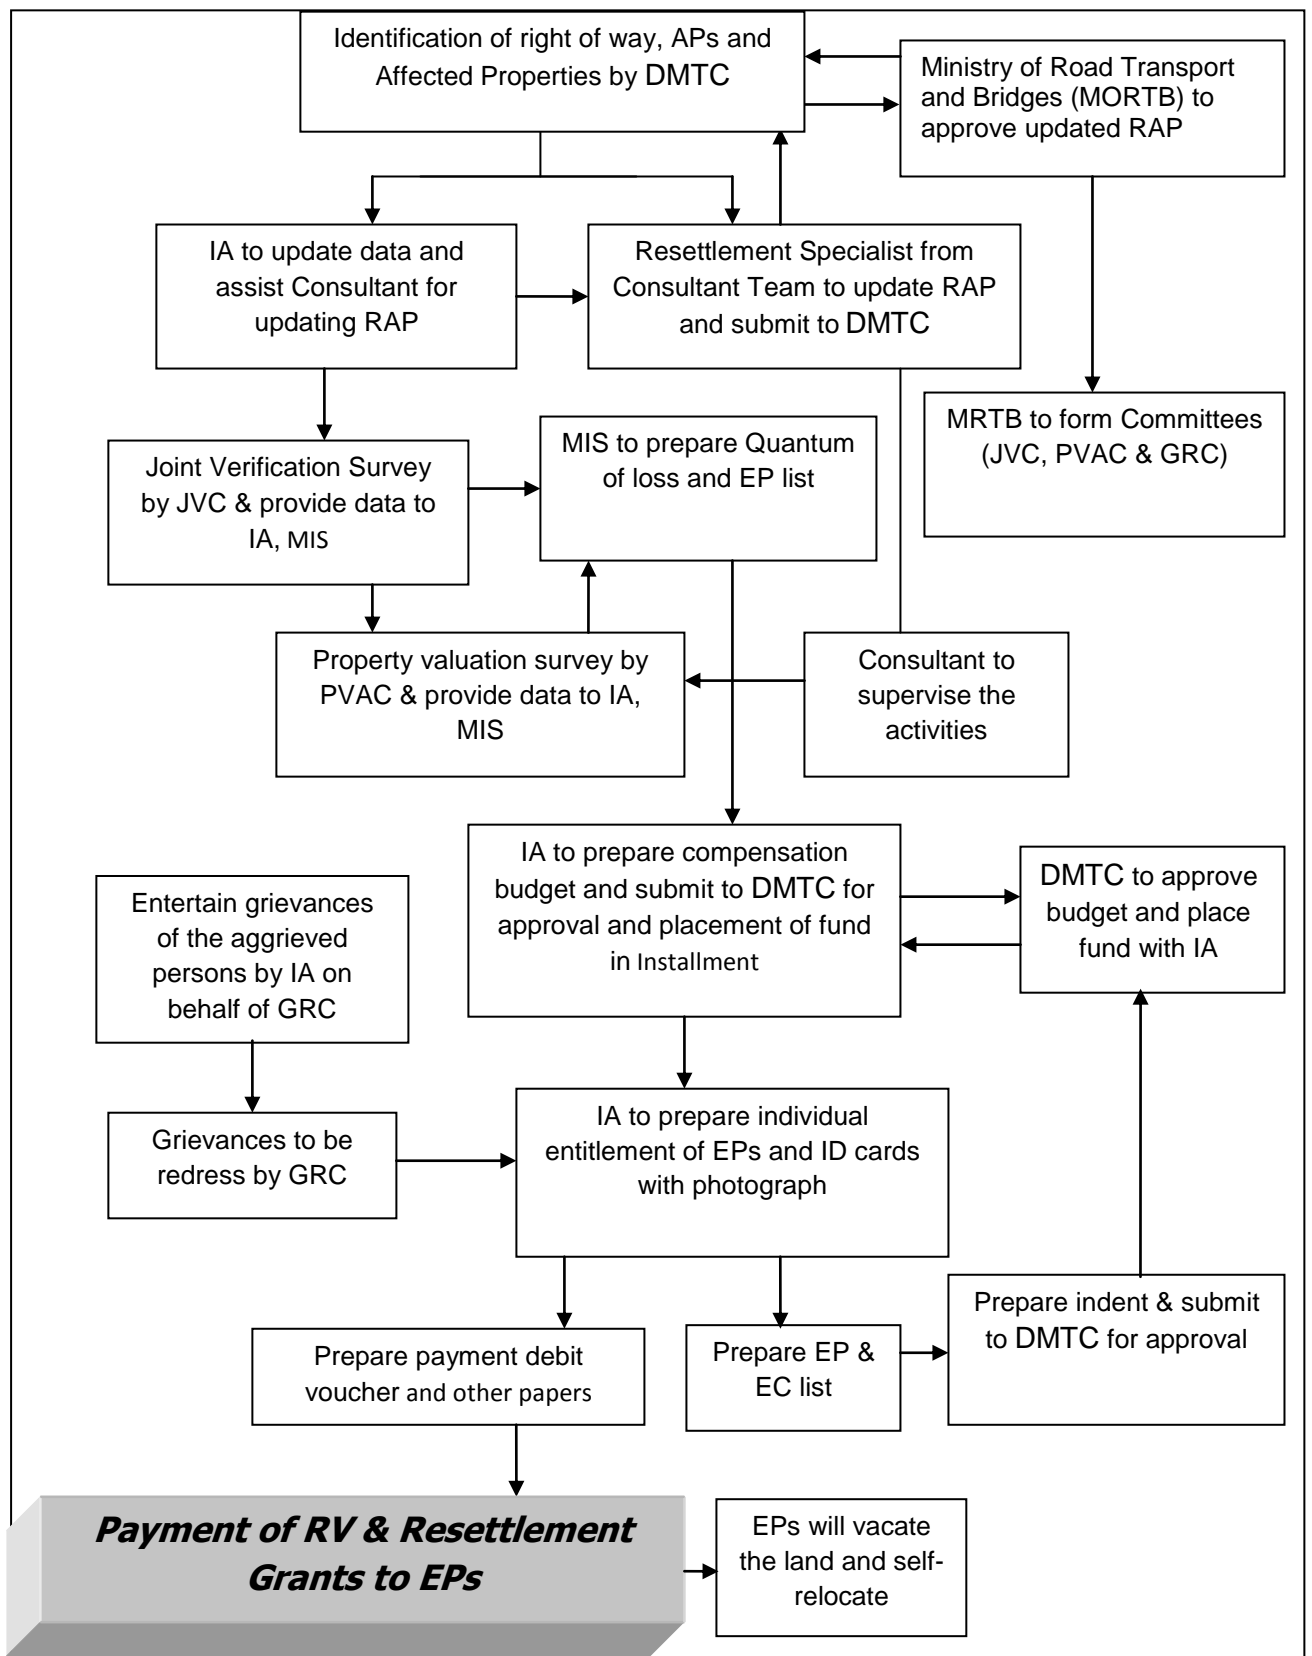 Identification of right of way, APs and
Affected Properties by DMTC
Ministry of Road Transport
and Bridges (MORTB) to
approve updated RAP
IA to update data and
assist Consultant for
updating RAP
Resettlement Specialist from
Consultant Team to update RAP
and submit to DMTC
MRTB to form Committees
(JVC, PVAC & GRC)
Joint Verification Survey
by JVC & provide data to
IA, MIS
MIS to prepare Quantum
of loss and EP list
Property valuation survey by
PVAC & provide data to IA,
MIS
Consultant to
supervise the
activities
IA to prepare compensation
budget and submit to DMTC for
approval and placement of fund
in Installment
DMTC to approve
budget and place
fund with IA
Entertain grievances
of the aggrieved
persons by IA on
behalf of GRC
Grievances to be
redress by GRC
IA to prepare individual
entitlement of EPs and ID cards
with photograph
Prepare indent & submit
to DMTC for approval
Prepare payment debit
voucher and other papers
Prepare EP &
EC list
Payment of RV & Resettlement
Grants to EPs
EPs will vacate
the land and self-
relocate